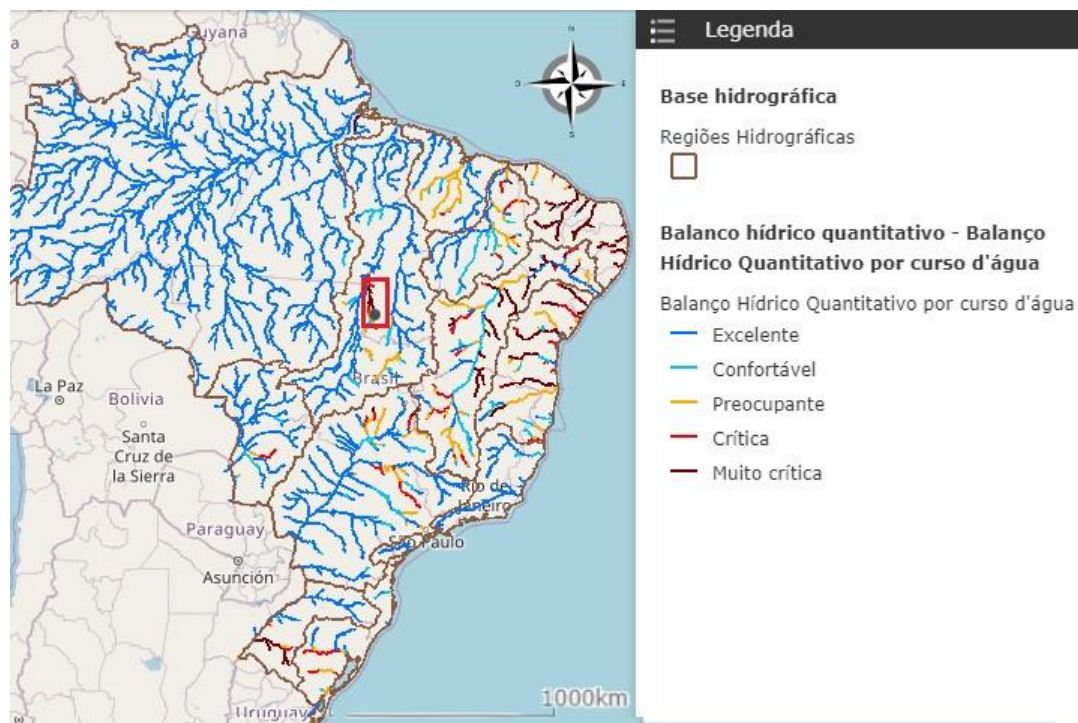 Legenda
Base hidrográfica
Regiões Hidrográficas
Balanco hídrico quantitativo - Balanço
Hídrico Quantitativo por curso d'água
Balanço Hídrico Quantitativo por curso d'água
Excelente
Confortável
Preocupante
Crítica
Muito crítica
a
uyana
N
S
Brasil
La Paz
Bolivia
Santa
Cruz de
la Sierra
Rio de
Janeiro
São Paulo
Paraguay
Asunción
Uruguay
1000km